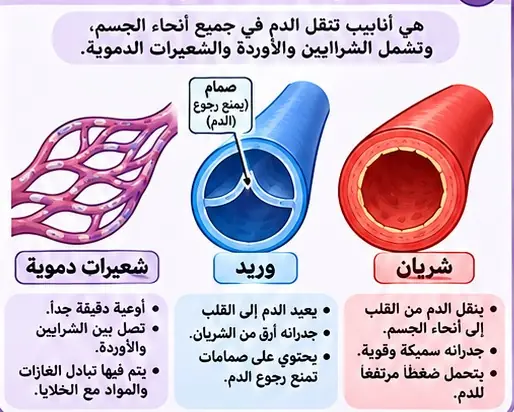 هي أنابيب تنقل الدم في جميع أنحاء الجسم،
وتشمل الشرايين والأوردة والشعيرات الدموية.
صمام
(يمنع رجوع
الدم)
شريان
ينقل الدم من القلب
إلى أنحاء الجسم.
جدرانه سميكة وقوية.
يتحمل ضغطًا مرتفعًا
للدم.
وريد
يعيد الدم إلى القلب
جدرانه أرق من الشريان.
يحتوي على صمامات
تمنع رجوع الدم.
شعيرات دموية
أوعية دقيقة جدأ.
تصل بين الشرايين
والأوردة.
يتم فيها تبادل الغازات
والمواد مع الخلايا.